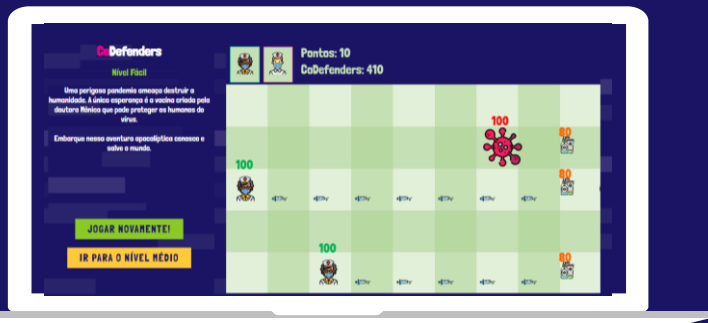 CoDefenders
Nível Fácil
Uma perigosa pandemia ameaça destruir a
humanidade. A única esperança é a vacina criada pela
doutora Mônica que pode proteger os humanos do
vírus.
Embarque nessa aventura apocalíptica conosco e
salve o mundo.
JOGAR NOVAMENTE!
IR PARA O NÍVEL MÉDIO
Pontos: 10
CoDefenders: 410
100
80
100
80
100
80